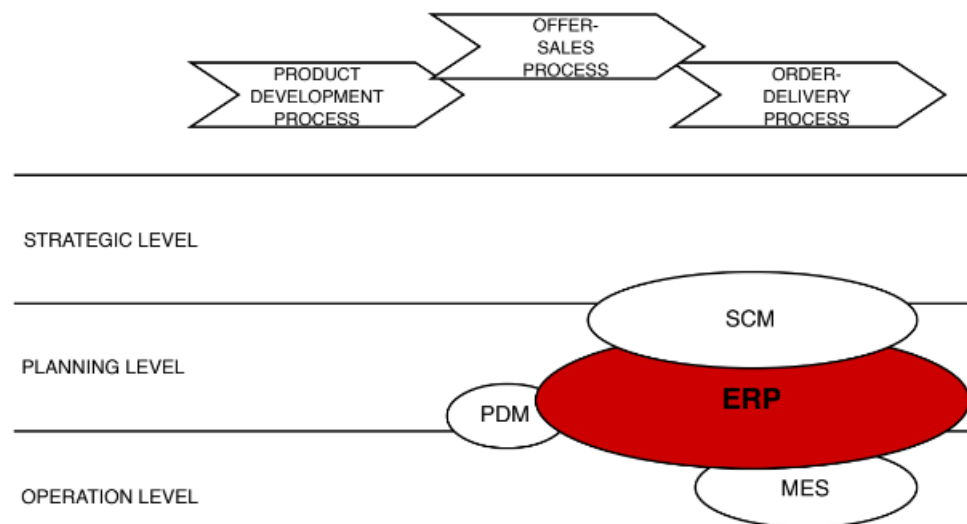 OFFER-
SALES
PROCESS
PRODUCT
DEVELOPMENT
PROCESS
ORDER-
DELIVERY
PROCESS
STRATEGIC LEVEL
SCM
PLANNING LEVEL
ERP
PDM
MES
OPERATION LEVEL